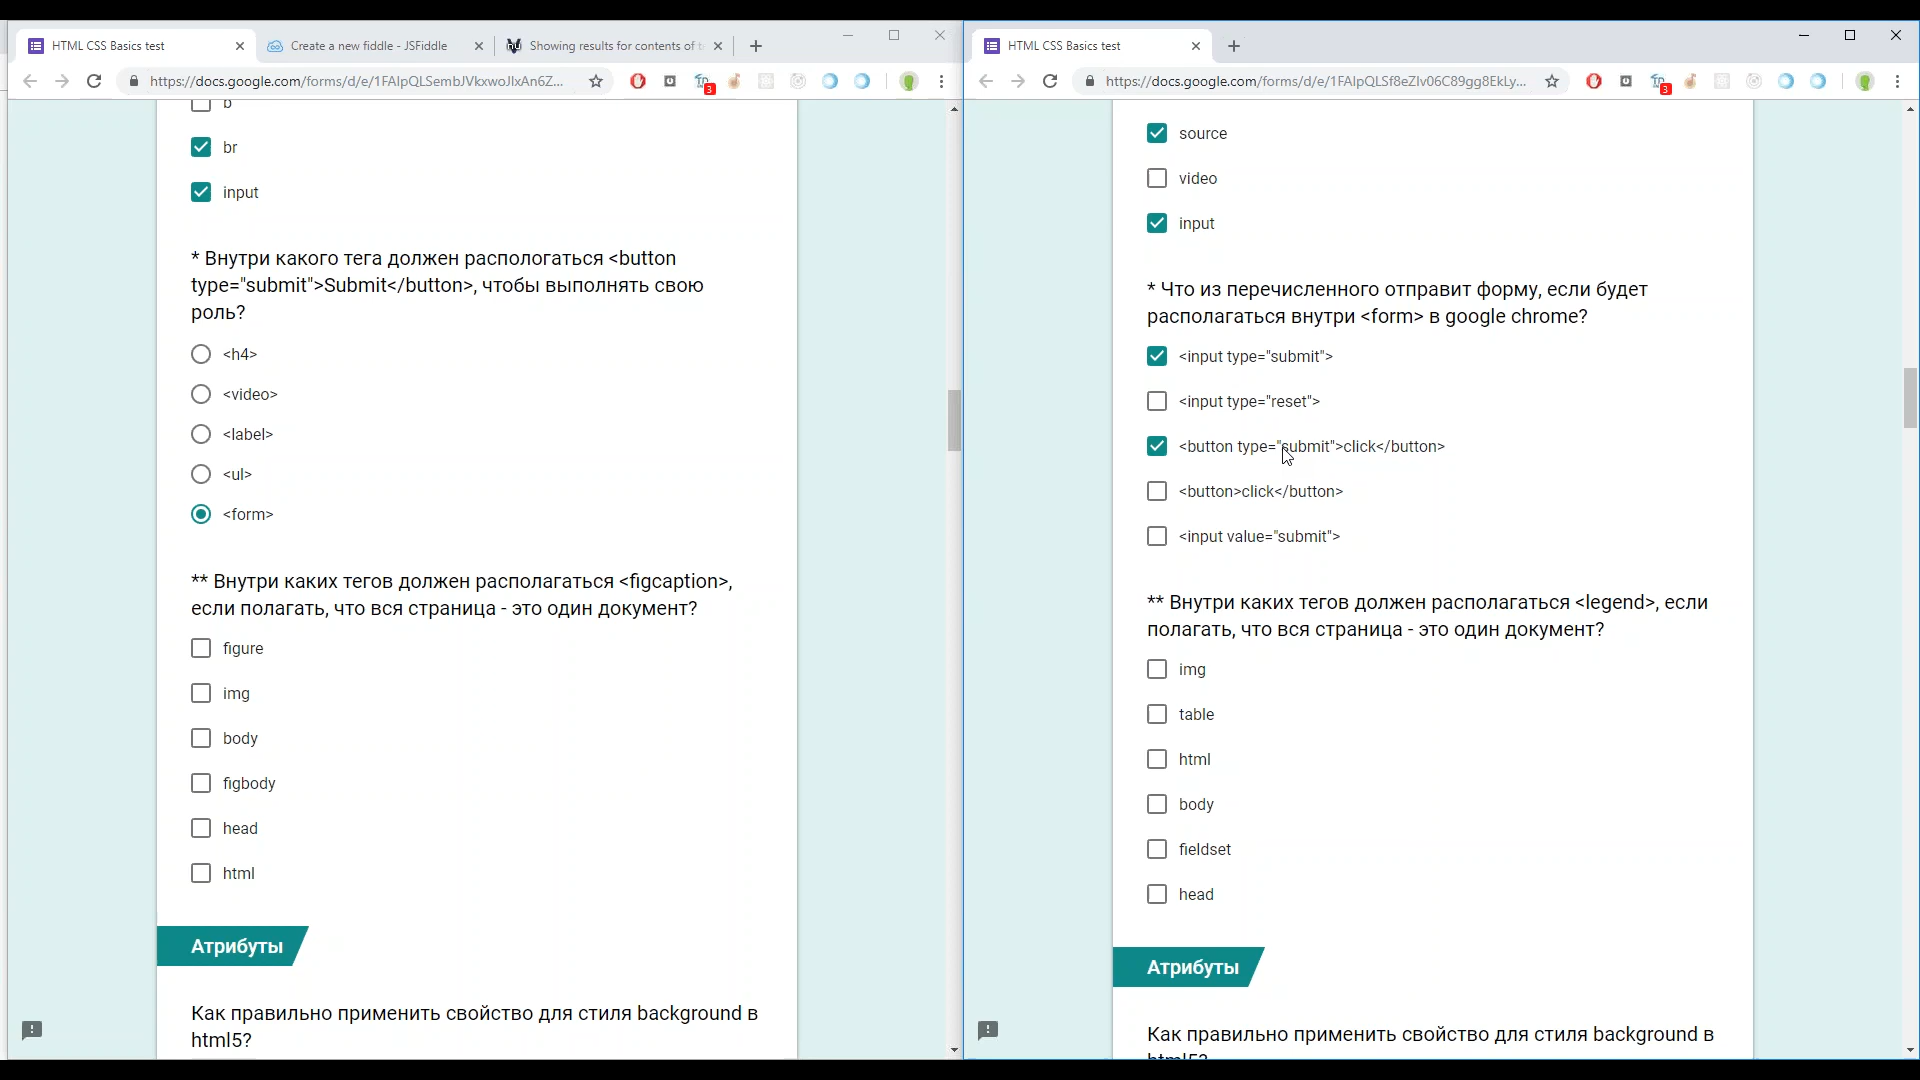 HTML CSS Basics test
Create a new fiddle - JSFiddle
Showing results for contents of
https://docs.google.com/forms/d/e/1FAIpQLSembJVkxwoJlxAn6Z...
3
b
br
input
* Внутри какого тега должен распологаться <button
type="submit">Submit</button>, чтобы выполнять свою
роль?
<h4>
<video>
<label>
<ul>
<form>
** Внутри каких тегов должен располагаться <figcaption>,
если полагать, что вся страница - это один документ?
figure
img
body
figbody
head
html
Атрибуты
Как правильно применить свойство для стиля background в
html5?
HTML CSS Basics test
https://docs.google.com/forms/d/e/1FAIpQLSf8eZIv06C89gg8EkLy...
3
source
video
input
* Что из перечисленного отправит форму, если будет
располагаться внутри <form> в google chrome?
<input type="submit">
<input type="reset">
<button type="submit">click</button>
<button>click</button>
<input value="submit">
** Внутри каких тегов должен располагаться <legend>, если
полагать, что вся страница - это один документ?
img
table
html
body
fieldset
head
Атрибуты
Как правильно применить свойство для стиля background в
html5?